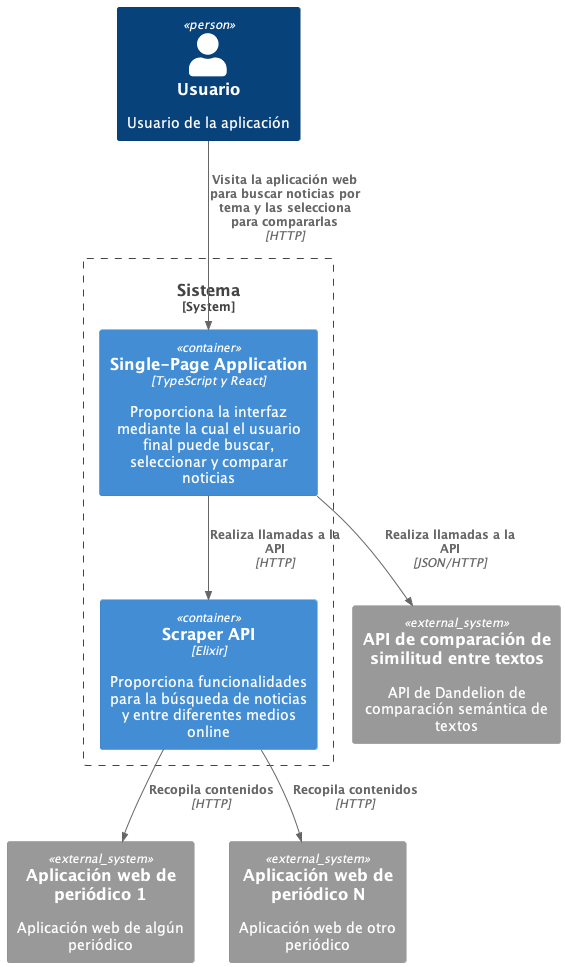 «person»
Usuario
Usuario de la aplicación
Visita la aplicación web
para buscar noticias por
tema y las selecciona
para compararlas
[HTTP]
Sistema
[System]
«container»
Single-Page Application
[TypeScript y React]
Proporciona la interfaz
mediante la cual el usuario
final puede buscar,
seleccionar y comparar
noticias
Realiza llamadas a la
API
[HTTP]
Realiza llamadas a la
API
[JSON/HTTP]
«container»
Scraper API
[Elixir]
Proporciona funcionalidades
para la búsqueda de noticias
y entre diferentes medios
online
«external_system»
API de comparación de
similitud entre textos
API de Dandelion de
comparación semántica de
textos
Recopila contenidos
[HTTP]
Recopila contenidos
[HTTP]
«external_system»
Aplicación web de
periódico 1
Aplicación web de algún
periódico
«external_system»
Aplicación web de
periódico N
Aplicación web de otro
periódico